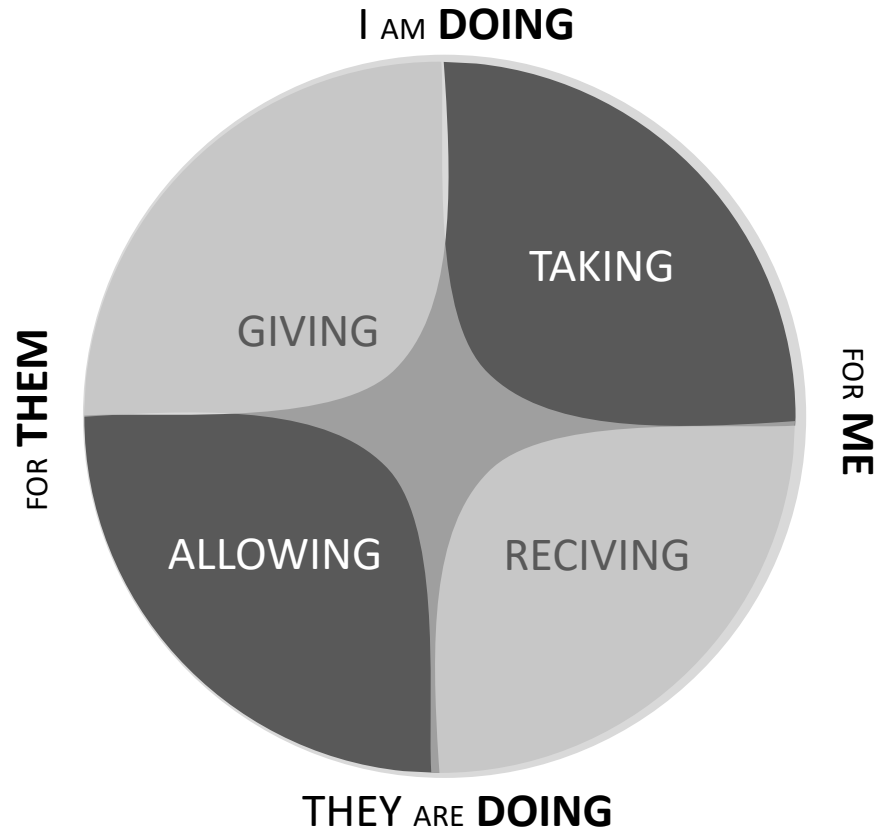 I AM DOING
TAKING
GIVING
FOR THEM
FOR ME
ALLOWING
RECIVING
THEY ARE DOING